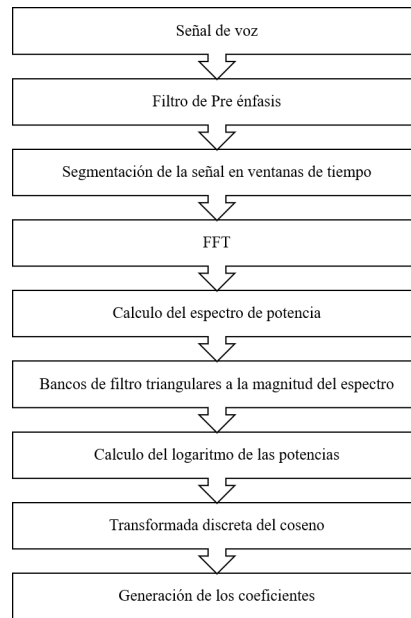 Señal de voz
Filtro de Pre énfasis
Segmentación de la señal en ventanas de tiempo
FFT
Calculo del espectro de potencia
Bancos de filtro triangulares a la magnitud del espectro
Calculo del logaritmo de las potencias
Transformada discreta del coseno
Generación de los coeficientes